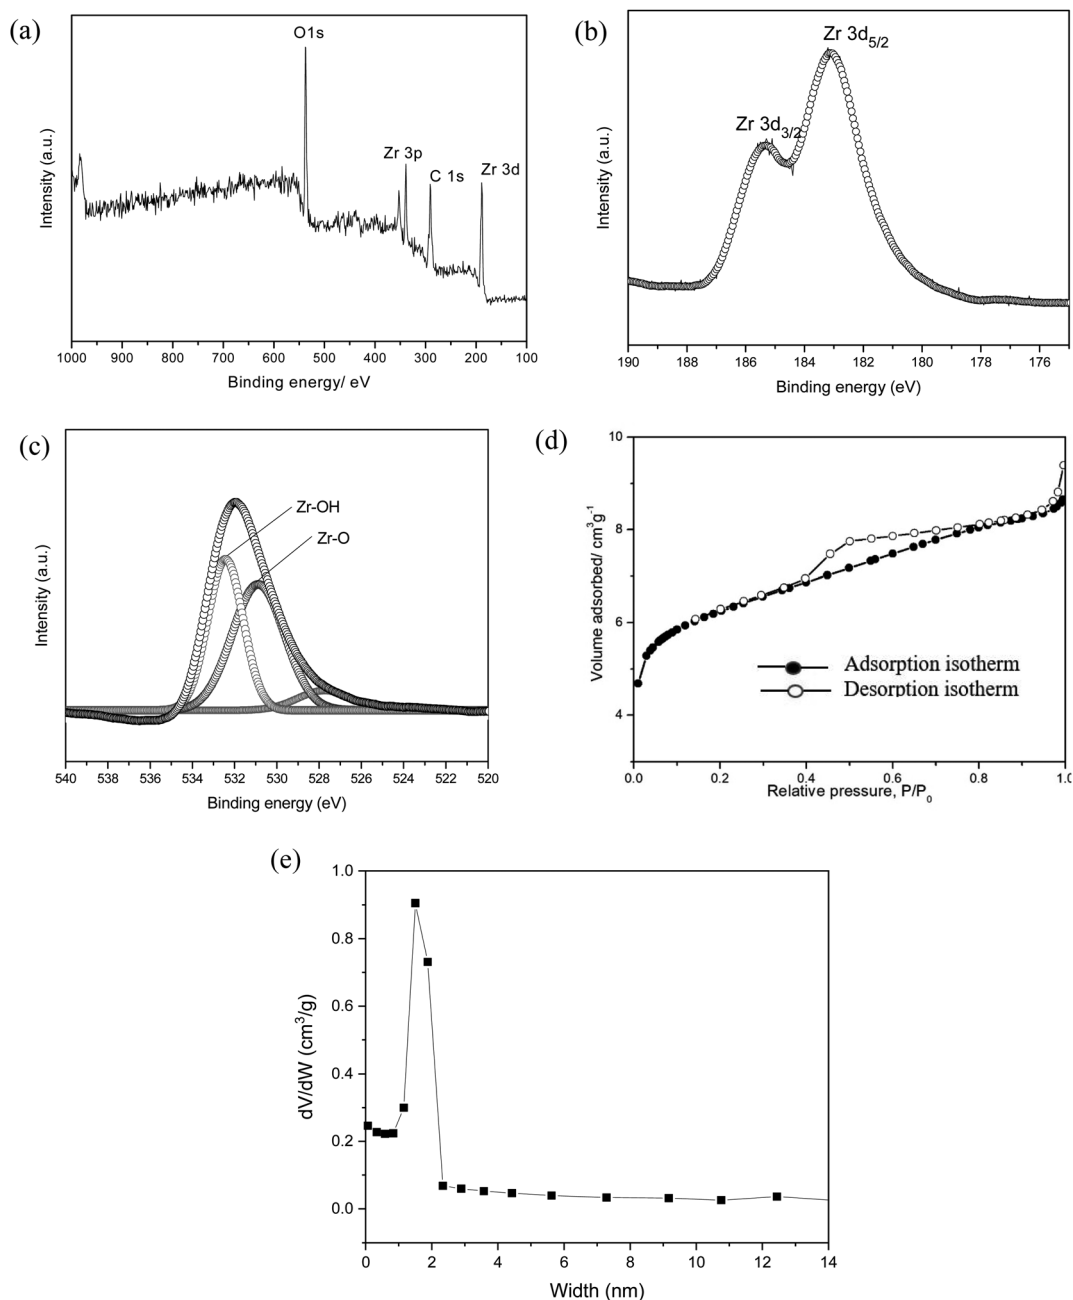 (a)
O1s
Zr 3p
C 1s
Zr 3d
Intensity (a.u.)
1000 900 800 700 600 500 400 300 200 100
Binding energy/ eV
(b)
Zr 3d5/2
Zr 3d3/2
Intensity (a.u.)
190 188 186 184 182 180 178 176
Binding energy (eV)
(c)
Zr-OH
Zr-O
Intensity (a.u.)
540 538 536 534 532 530 528 526 524 522 520
Binding energy (eV)
(d)
10
8
6
4
Volume adsorbed/ cm3g-1
Adsorption isotherm
Desorption isotherm
0.0 0.2 0.4 0.6 0.8 1.0
Relative pressure, P/P0
(e)
1.0
0.8
0.6
0.4
0.2
0.0
dV/dW (cm3/g)
0 2 4 6 8 10 12 14
Width (nm)